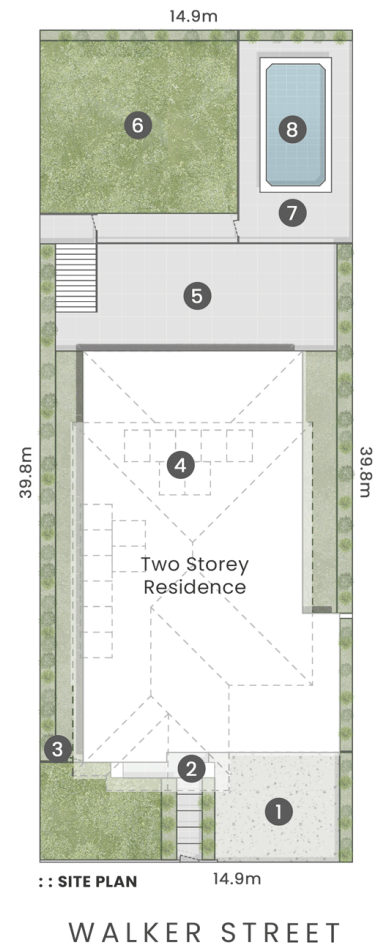 14.9m
6
8
7
5
39.8m
39.8m
4
Two Storey
Residence
3
2
1
:: SITE PLAN
14.9m
WALKER STREET